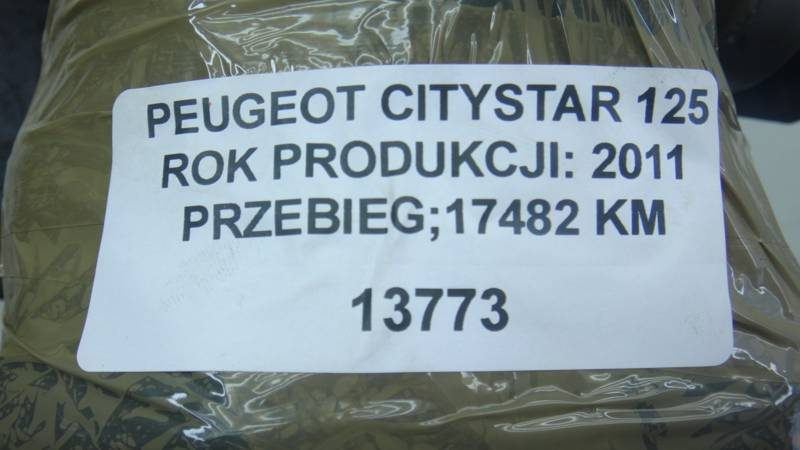 PEUGEOT CITYSTAR 125
ROK PRODUKCJI: 2011
PRZEBIEG;17482 KM
13773